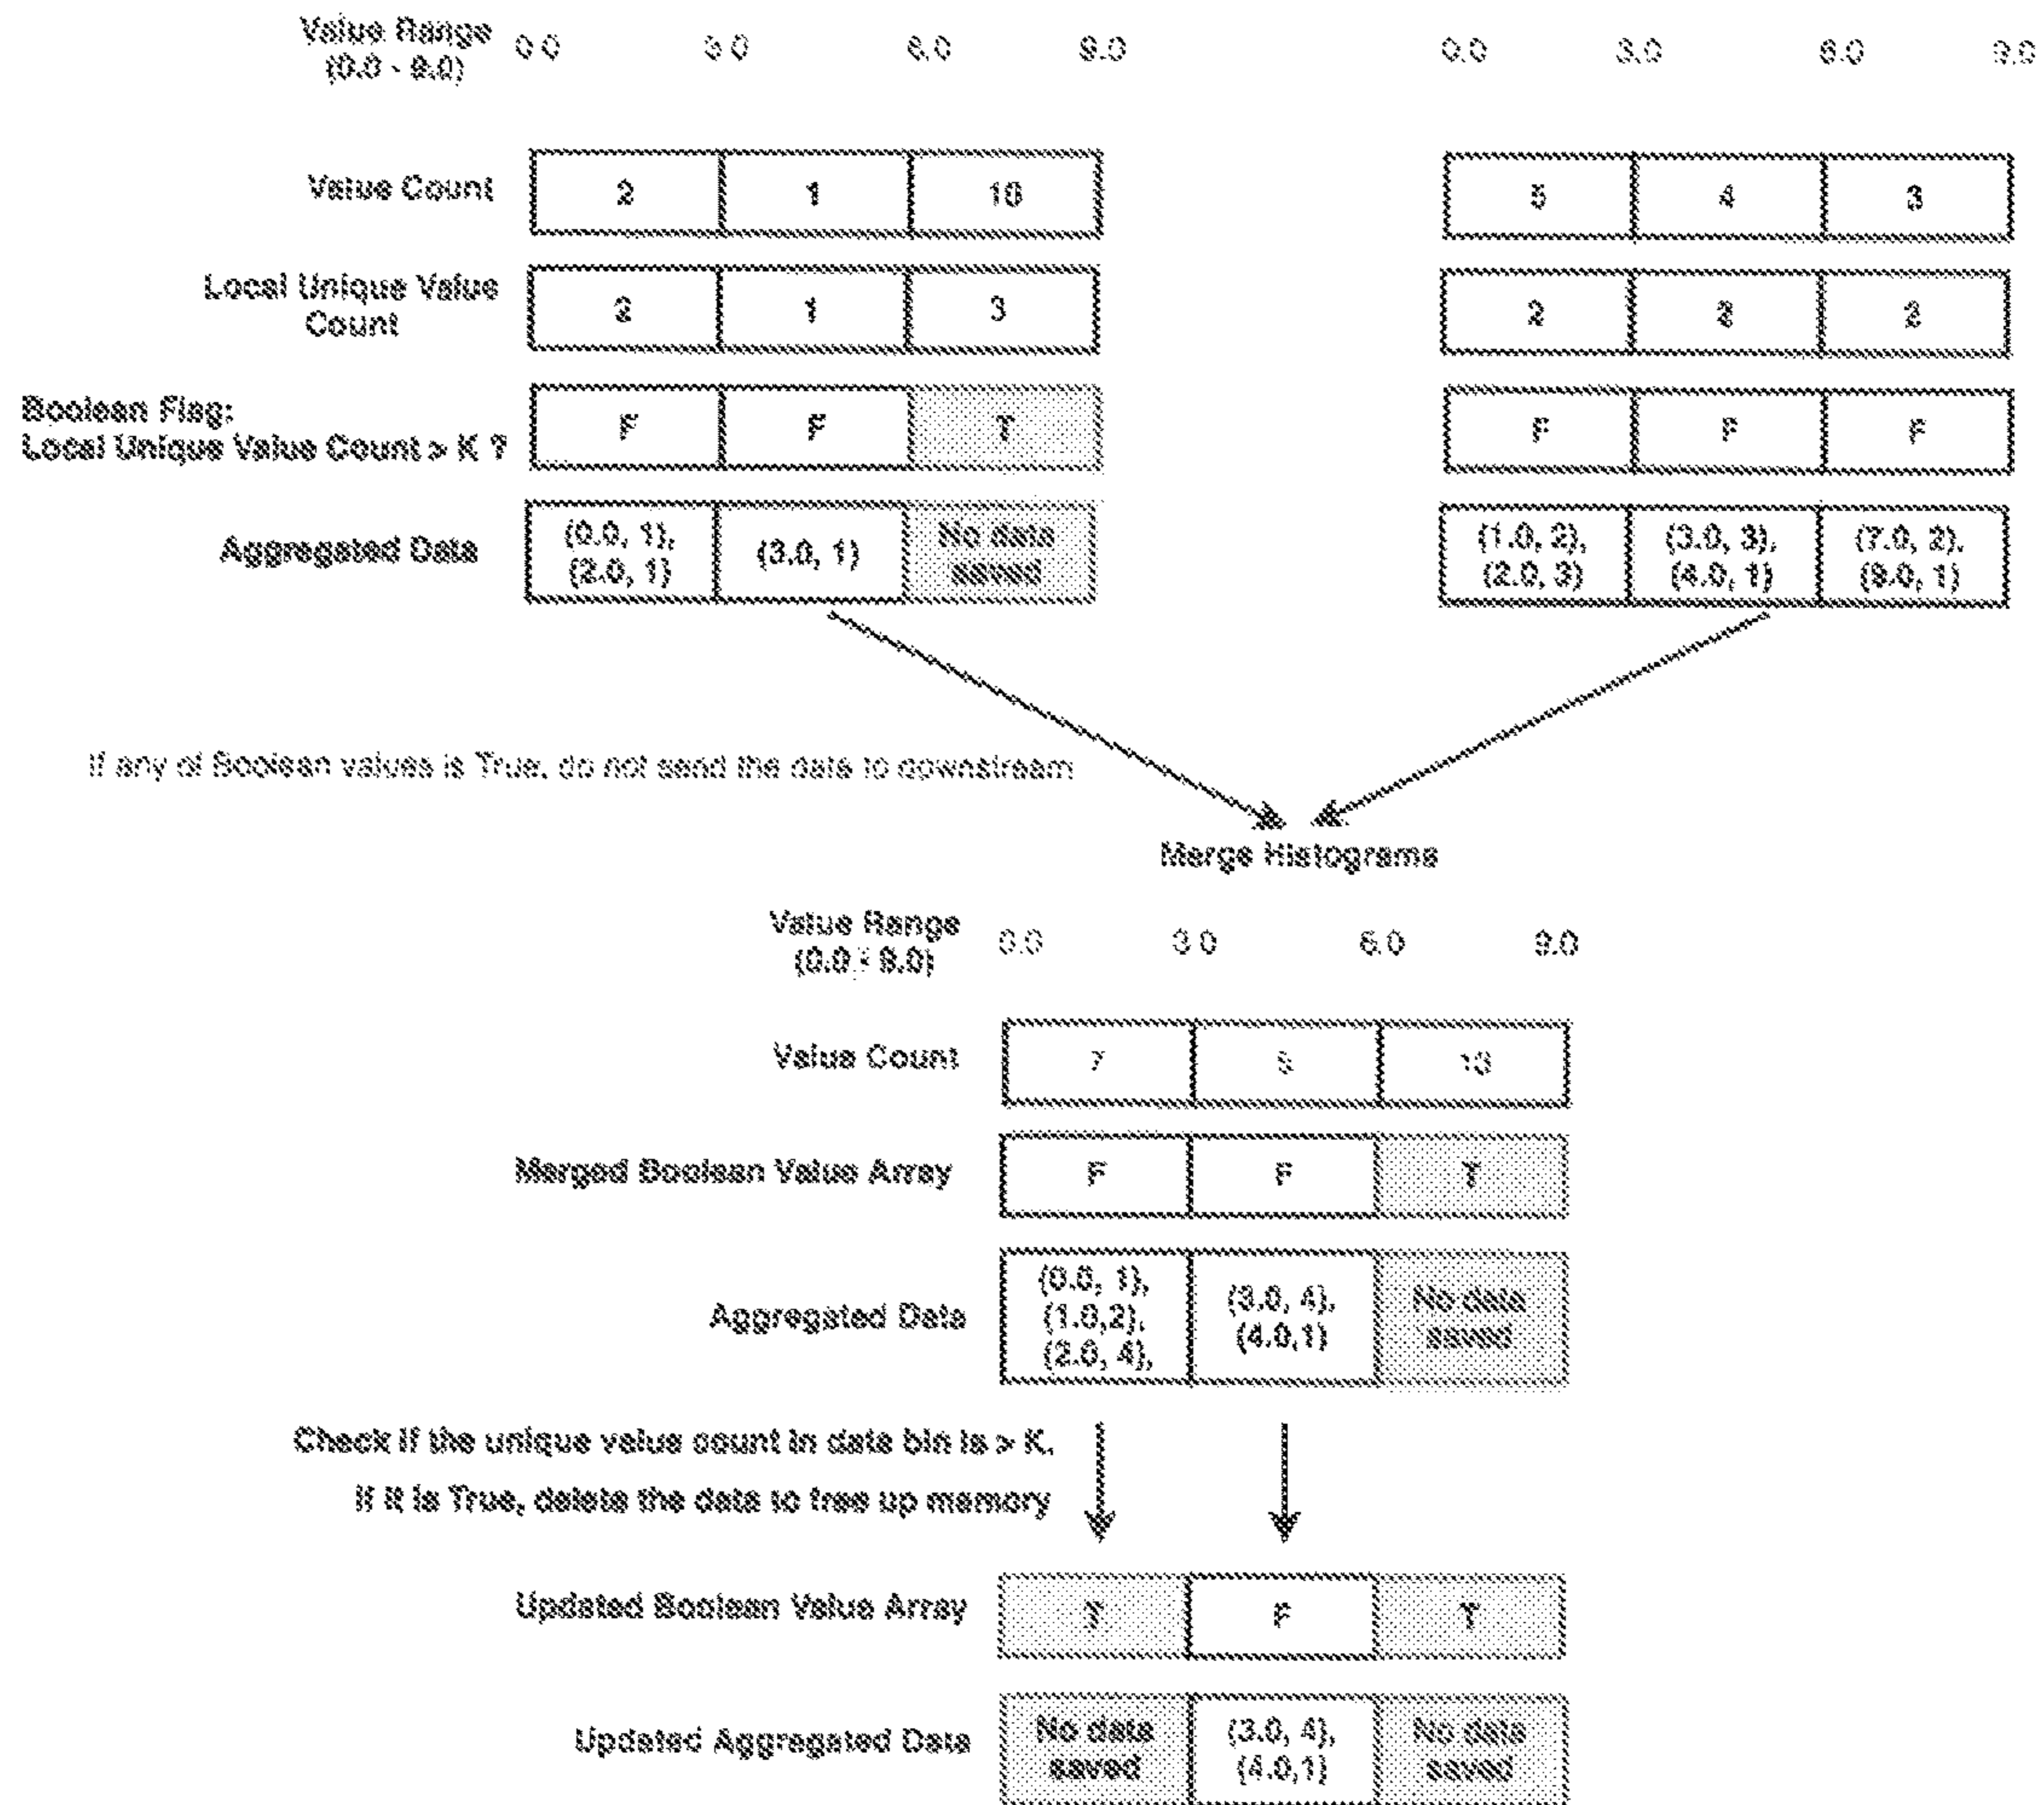 Value Range
(0.0 - 9.0)
0.0 3.0 6.0 9.0
0.0 3.0 6.0 9.0
Value Count
2 1 10
5 4 3
Local Unique Value
Count
2 1 3
2 2 2
Boolean Flag:
Local Unique Value Count > K ?
F F T
F F F
Aggregated Data
(0.0, 1),
(2.0, 1)
(3.0, 1)
No data
saved
(1.0, 2),
(2.0, 3)
(3.0, 3),
(4.0, 1)
(7.0, 2),
(8.0, 1)
If any of Boolean values is True, do not send the data to downstream
Merge Histograms
Value Range
(0.0 - 9.0)
0.0 3.0 6.0 9.0
Value Count
7 5 13
Merged Boolean Value Array
F F T
Aggregated Data
(0.0, 1),
(1.0,2),
(2.0, 4),
(3.0, 4),
(4.0,1)
No data
saved
Check if the unique value count in data bin is > K.
If it is True, delete the data to free up memory
Updated Boolean Value Array
T F T
Updated Aggregated Data
No data
saved
(3.0, 4),
(4.0,1)
No data
saved